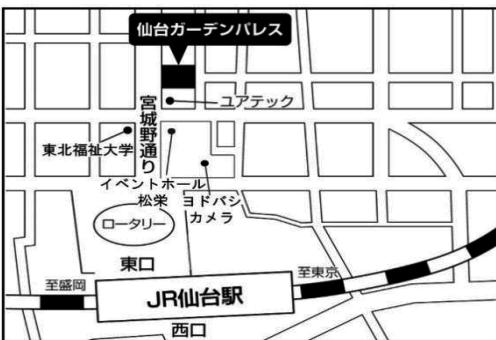 仙台ガーデンパレス
ユアテック
宮城野通り
東北福祉大学
イベントホール
松栄
ヨドバシ
カメラ
ロータリー
東口
至東京
至盛岡
JR仙台駅
西口